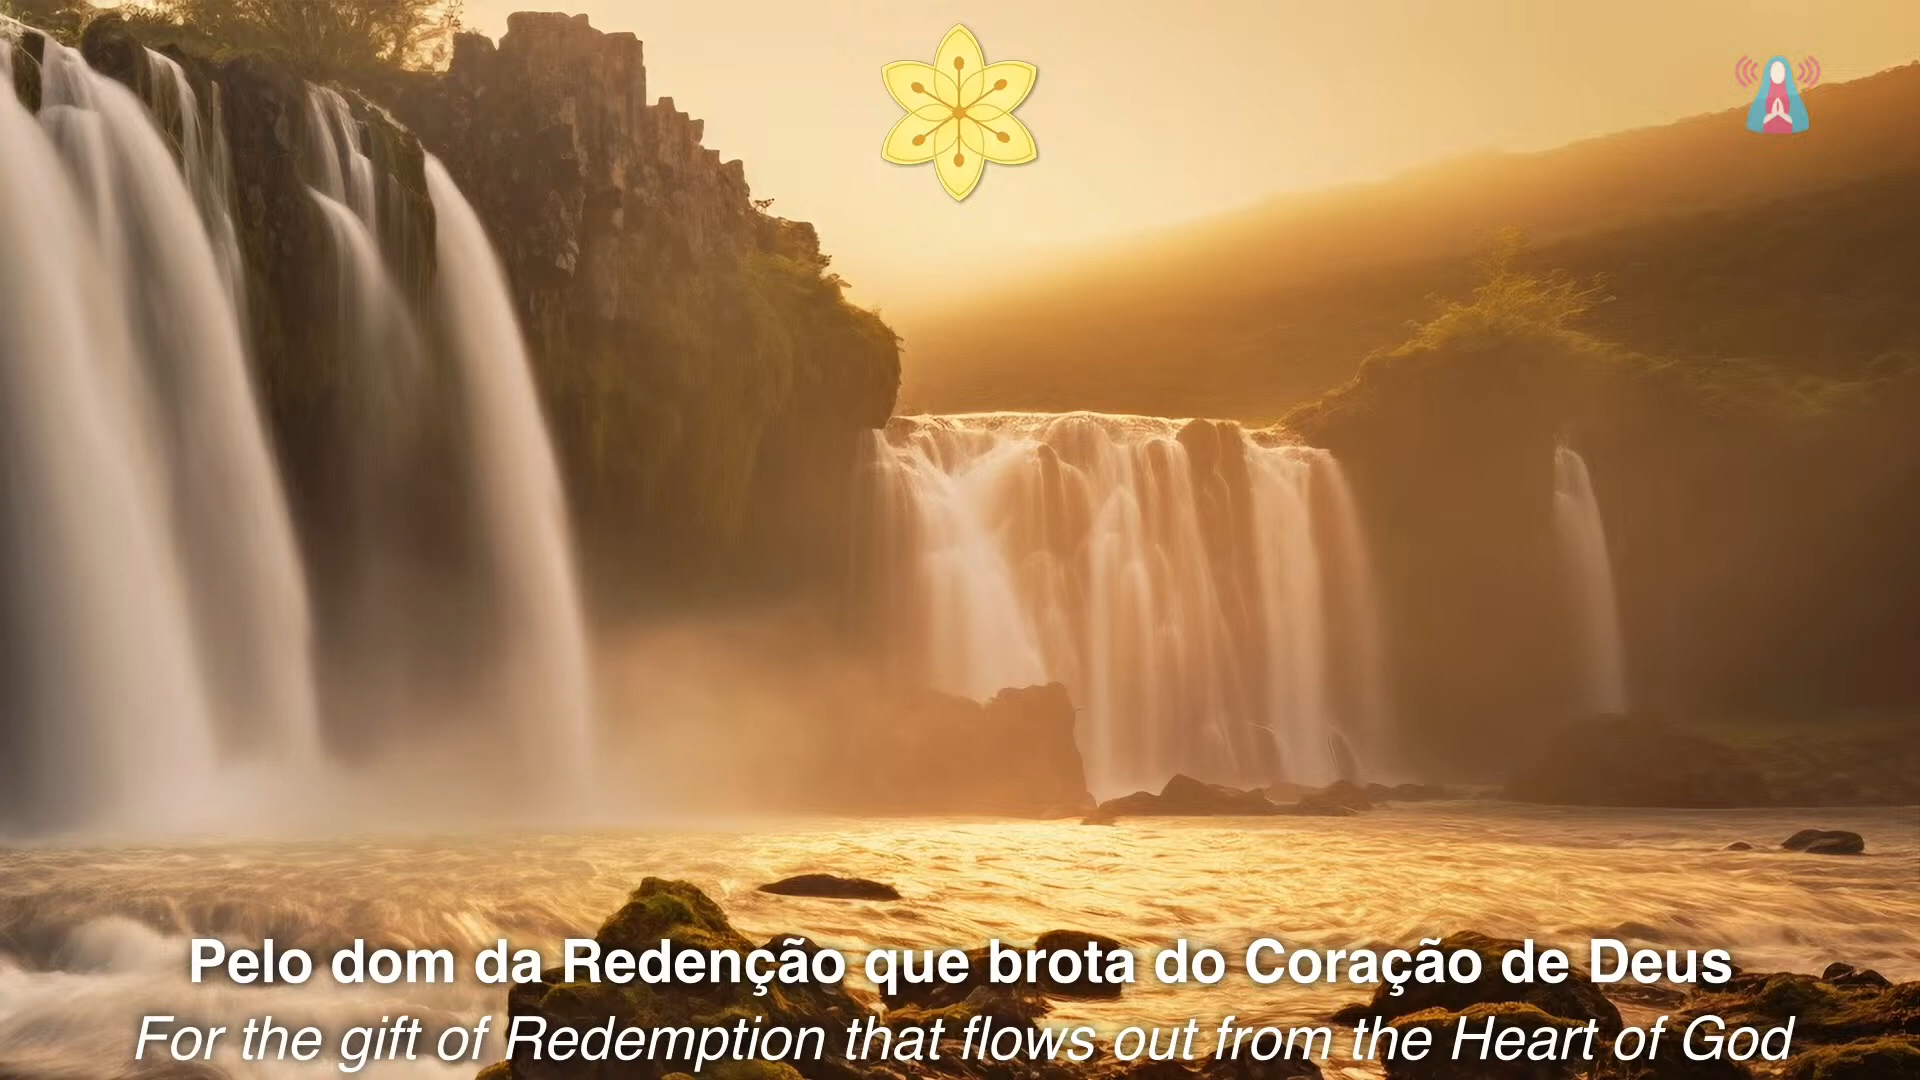 Pelo dom da Redenção que brota do Coração de Deus
For the gift of Redemption that flows out from the Heart of God